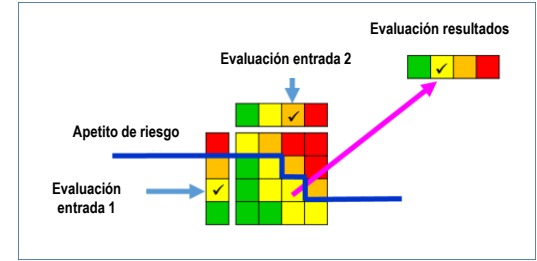 Evaluación resultados
Evaluación entrada 2
Apetito de riesgo
Evaluación
entrada 1